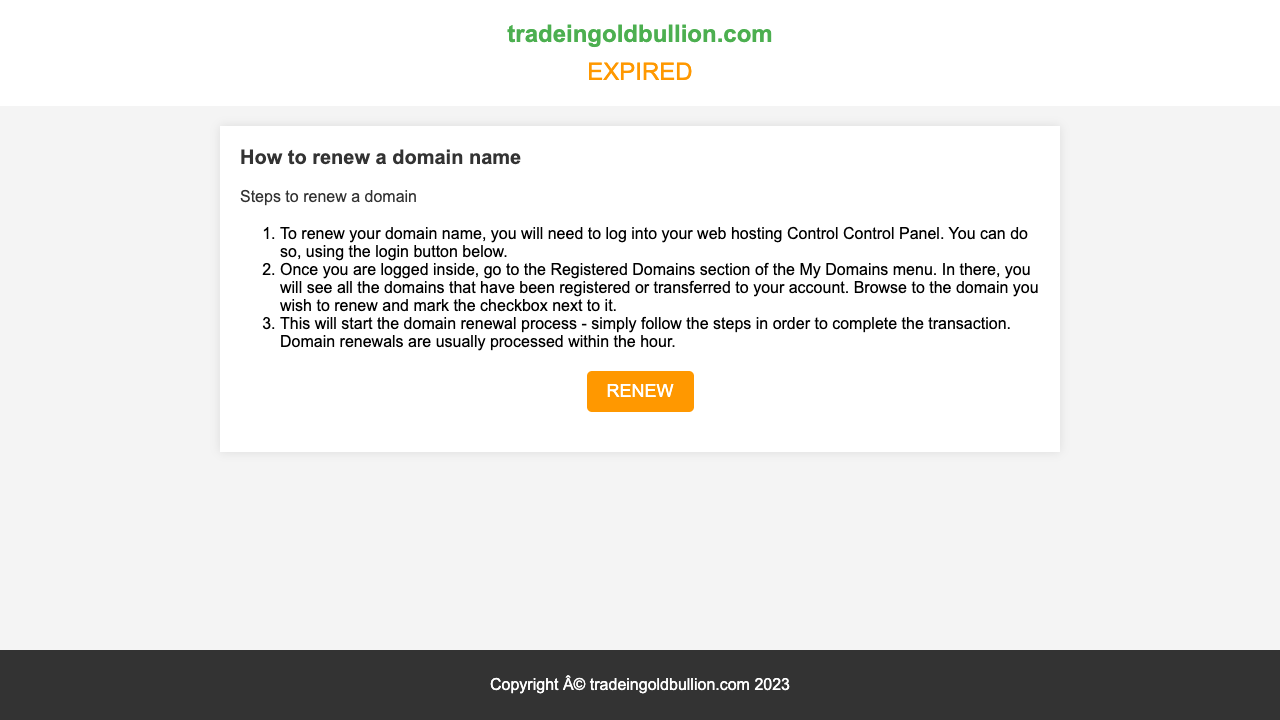 tradeingoldbullion.com
EXPIRED
How to renew a domain name
Steps to renew a domain
1. To renew your domain name, you will need to log into your web hosting Control Control Panel. You can do
so, using the login button below.
2. Once you are logged inside, go to the Registered Domains section of the My Domains menu. In there, you
will see all the domains that have been registered or transferred to your account. Browse to the domain you
wish to renew and mark the checkbox next to it.
3. This will start the domain renewal process - simply follow the steps in order to complete the transaction.
Domain renewals are usually processed within the hour.
RENEW
Copyright Â© tradeingoldbullion.com 2023